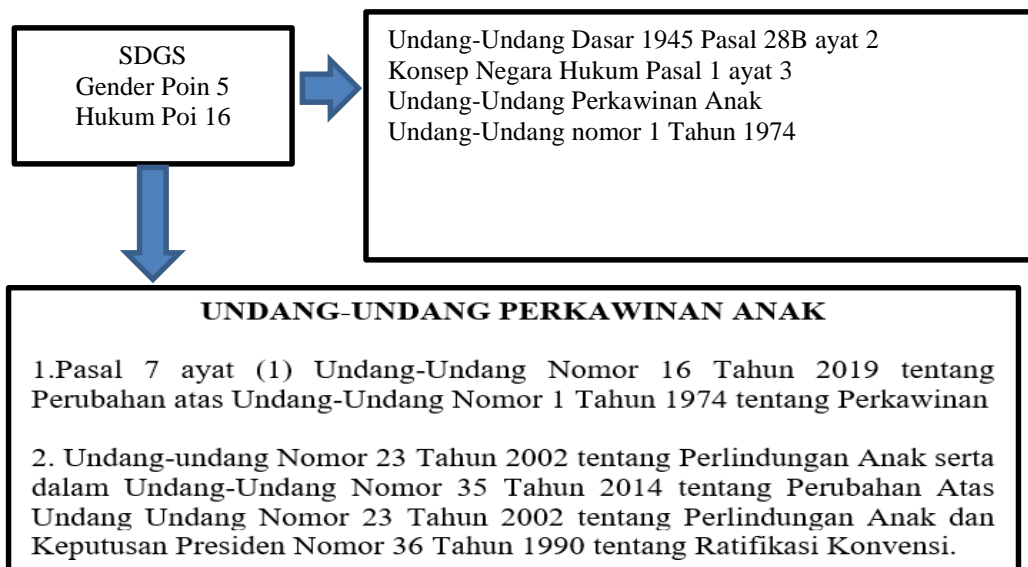 SDGS
Gender Poin 5
Hukum Poi 16
Undang-Undang Dasar 1945 Pasal 28B ayat 2
Konsep Negara Hukum Pasal 1 ayat 3
Undang-Undang Perkawinan Anak
Undang-Undang nomor 1 Tahun 1974
UNDANG-UNDANG PERKAWINAN ANAK
1.Pasal 7 ayat (1) Undang-Undang Nomor 16 Tahun 2019 tentang
Perubahan atas Undang-Undang Nomor 1 Tahun 1974 tentang Perkawinan
2. Undang-undang Nomor 23 Tahun 2002 tentang Perlindungan Anak serta
dalam Undang-Undang Nomor 35 Tahun 2014 tentang Perubahan Atas
Undang Undang Nomor 23 Tahun 2002 tentang Perlindungan Anak dan
Keputusan Presiden Nomor 36 Tahun 1990 tentang Ratifikasi Konvensi.